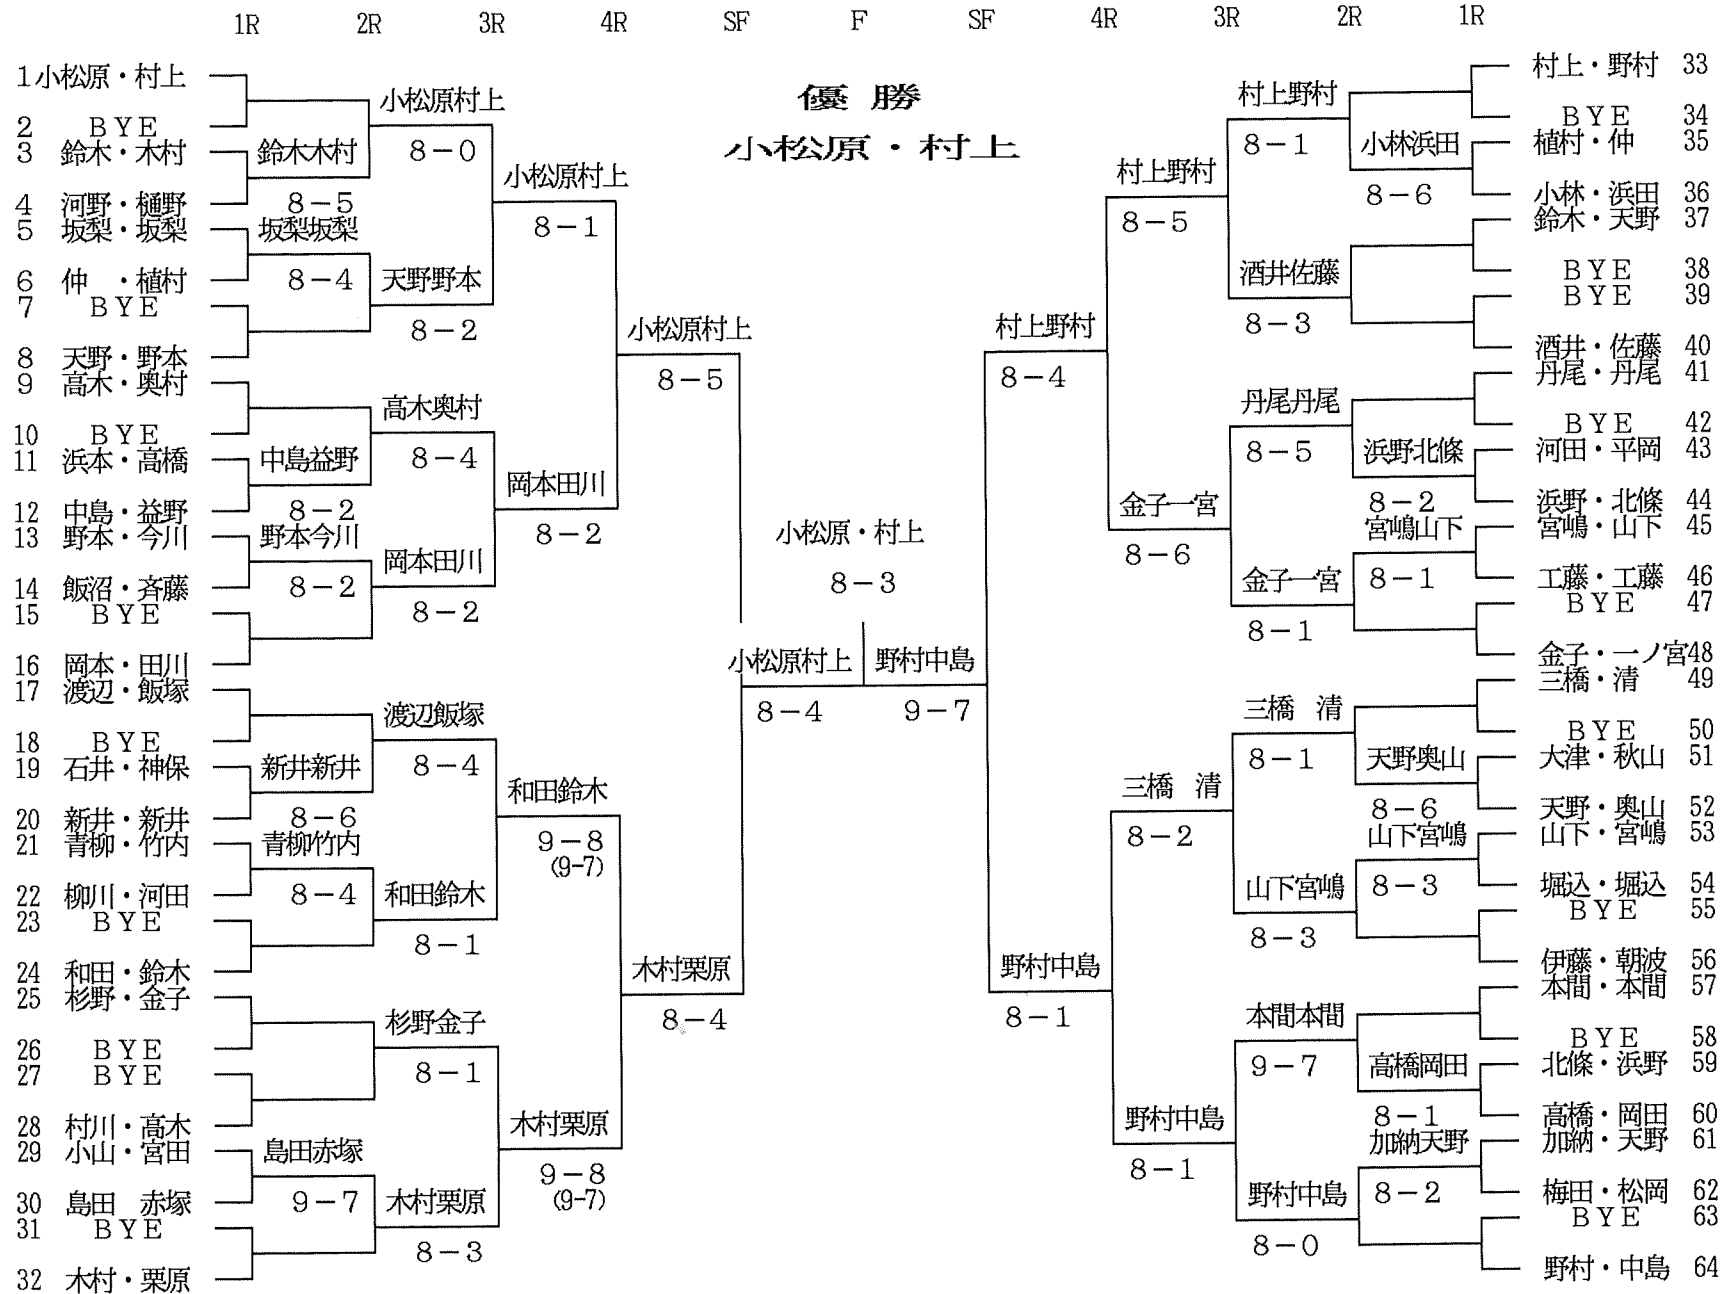 1R 2R 3R 4R SF F SF 4R 3R 2R 1R
優 勝
小松原・村上
1 小松原・村上
2 BYE
3 鈴木・木村
4 河野・樋野
5 坂梨・坂梨
6 仲 ・植村
7 BYE
8 天野・野本
9 高木・奥村
10 BYE
11 浜本・高橋
12 中島・益野
13 野本・今川
14 飯沼・斉藤
15 BYE
16 岡本・田川
17 渡辺・飯塚
18 BYE
19 石井・神保
20 新井・新井
21 青柳・竹内
22 柳川・河田
23 BYE
24 和田・鈴木
25 杉野・金子
26 BYE
27 BYE
28 村川・高木
29 小山・宮田
30 島田 赤塚
31 BYE
32 木村・栗原
鈴木木村
8-5
坂梨坂梨
8-4
中島益野
8-2
野本今川
8-2
新井新井
8-6
青柳竹内
8-4
島田赤塚
9-7
小松原村上
8-0
天野野本
8-2
高木奥村
8-4
岡本田川
8-2
渡辺飯塚
8-4
和田鈴木
8-1
杉野金子
8-1
木村栗原
8-3
小松原村上
8-1
岡本田川
8-2
和田鈴木
9-8
(9-7)
木村栗原
9-8
(9-7)
小松原村上
8-5
木村栗原
8-4
小松原・村上
8-3
小松原村上
8-4
野村中島
9-7
村上野村
8-4
野村中島
8-1
村上野村
8-5
金子一宮
8-6
三橋 清
8-2
野村中島
8-1
村上野村
8-1
酒井佐藤
8-3
丹尾丹尾
8-5
金子一宮
8-1
三橋 清
8-1
山下宮嶋
8-3
本間本間
9-7
野村中島
8-0
小林浜田
8-6
浜野北條
8-2
宮嶋山下
8-1
天野奥山
8-6
山下宮嶋
8-3
高橋岡田
8-1
加納天野
8-2
村上・野村 33
BYE 34
植村・仲 35
小林・浜田 36
鈴木・天野 37
BYE 38
BYE 39
酒井・佐藤 40
丹尾・丹尾 41
BYE 42
河田・平岡 43
浜野・北條 44
宮嶋・山下 45
工藤・工藤 46
BYE 47
金子・一ノ宮48
三橋・清 49
BYE 50
大津・秋山 51
天野・奥山 52
山下・宮嶋 53
堀込・堀込 54
BYE 55
伊藤・朝波 56
本間・本間 57
BYE 58
北條・浜野 59
高橋・岡田 60
加納・天野 61
梅田・松岡 62
BYE 63
野村・中島 64